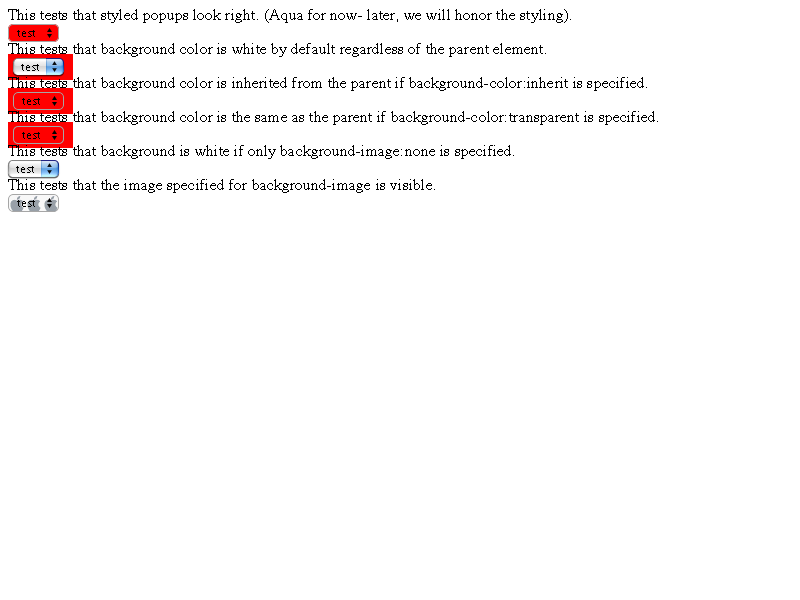 This tests that styled popups look right. (Aqua for now- later, we will honor the styling).
test
This tests that background color is white by default regardless of the parent element.
test
This tests that background color is inherited from the parent if background-color:inherit is specified.
test
This tests that background color is the same as the parent if background-color:transparent is specified.
test
This tests that background is white if only background-image:none is specified.
test
This tests that the image specified for background-image is visible.
test